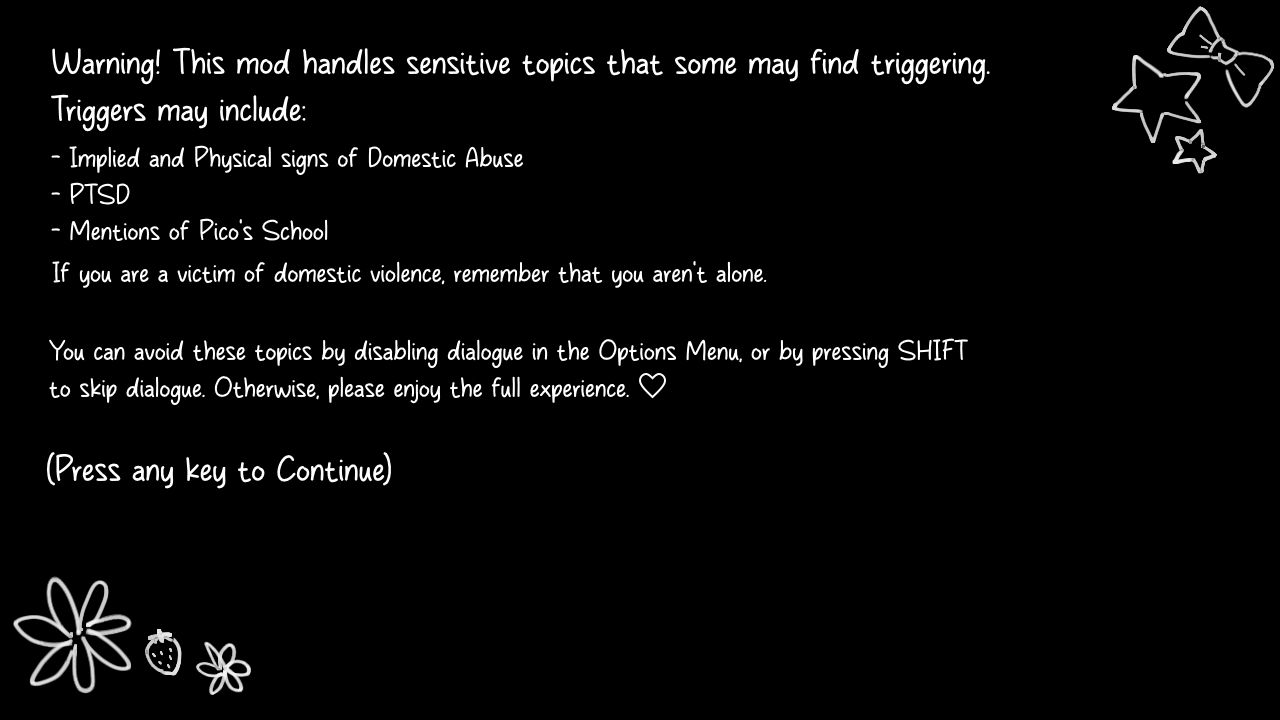 Warning! This mod handles sensitive topics that some may find triggering.
Triggers may include:
- Implied and Physical signs of Domestic Abuse
- PTSD
- Mentions of Pico's School
If you are a victim of domestic violence, remember that you aren't alone.
You can avoid these topics by disabling dialogue in the Options Menu, or by pressing SHIFT
to skip dialogue. Otherwise, please enjoy the full experience. ♡
(Press any key to Continue)